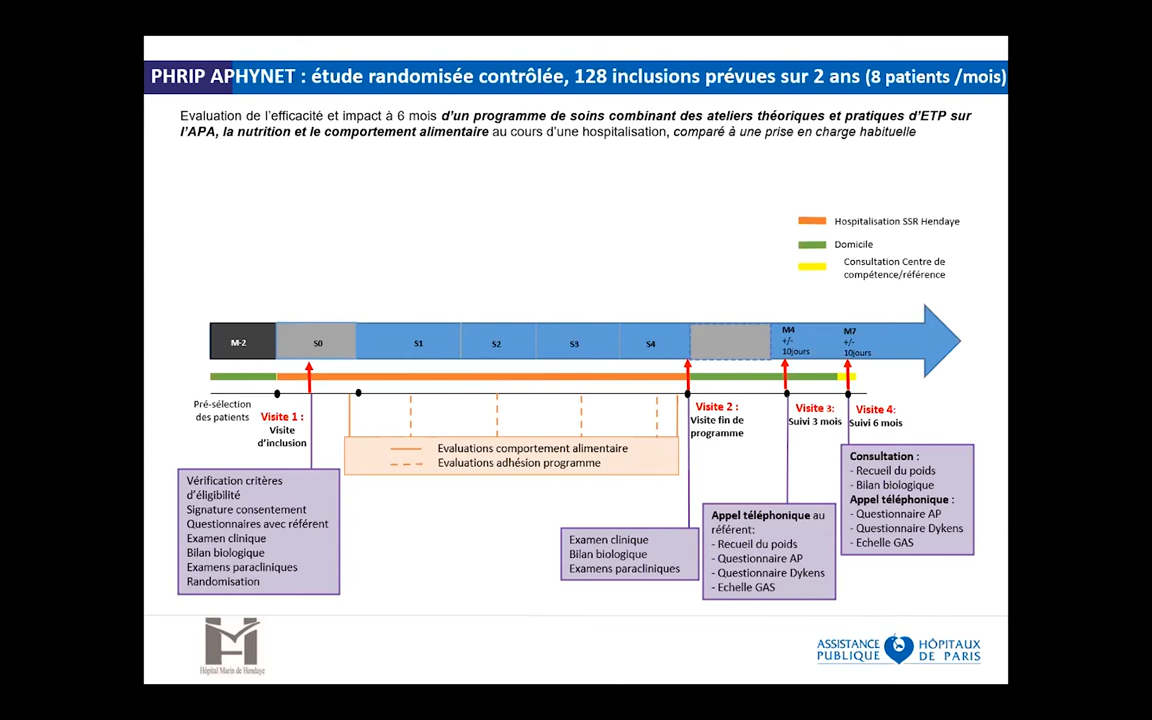 PHRIP APHYNET : étude randomisée contrôlée, 128 inclusions prévues sur 2 ans (8 patients /mois)
Evaluation de l'efficacité et impact à 6 mois d'un programme de soins combinant des ateliers théoriques et pratiques d'ETP sur
l'APA, la nutrition et le comportement alimentaire au cours d'une hospitalisation, comparé à une prise en charge habituelle
Hospitalisation SSR Hendaye
Domicile
Consultation Centre de
compétence/référence
M-2
S0
S1
S2
S3
S4
M4
+/-
10jours
M7
+/-
10jours
Pré-sélection
des patients
Visite 1 :
Visite
d'inclusion
Visite 2 :
Visite fin de
programme
Visite 3:
Suivi 3 mois
Visite 4:
Suivi 6 mois
Evaluations comportement alimentaire
Evaluations adhésion programme
Vérification critères
d'éligibilité
Signature consentement
Questionnaires avec référent
Examen clinique
Bilan biologique
Examens paracliniques
Randomisation
Examen clinique
Bilan biologique
Examens paracliniques
Appel téléphonique au
référent:
- Recueil du poids
- Questionnaire AP
- Questionnaire Dykens
- Echelle GAS
Consultation :
- Recueil du poids
- Bilan biologique
Appel téléphonique :
- Questionnaire AP
- Questionnaire Dykens
- Echelle GAS
Hôpital Marin de Hendaye
ASSISTANCE
PUBLIQUE
HÔPITAUX
DE PARIS